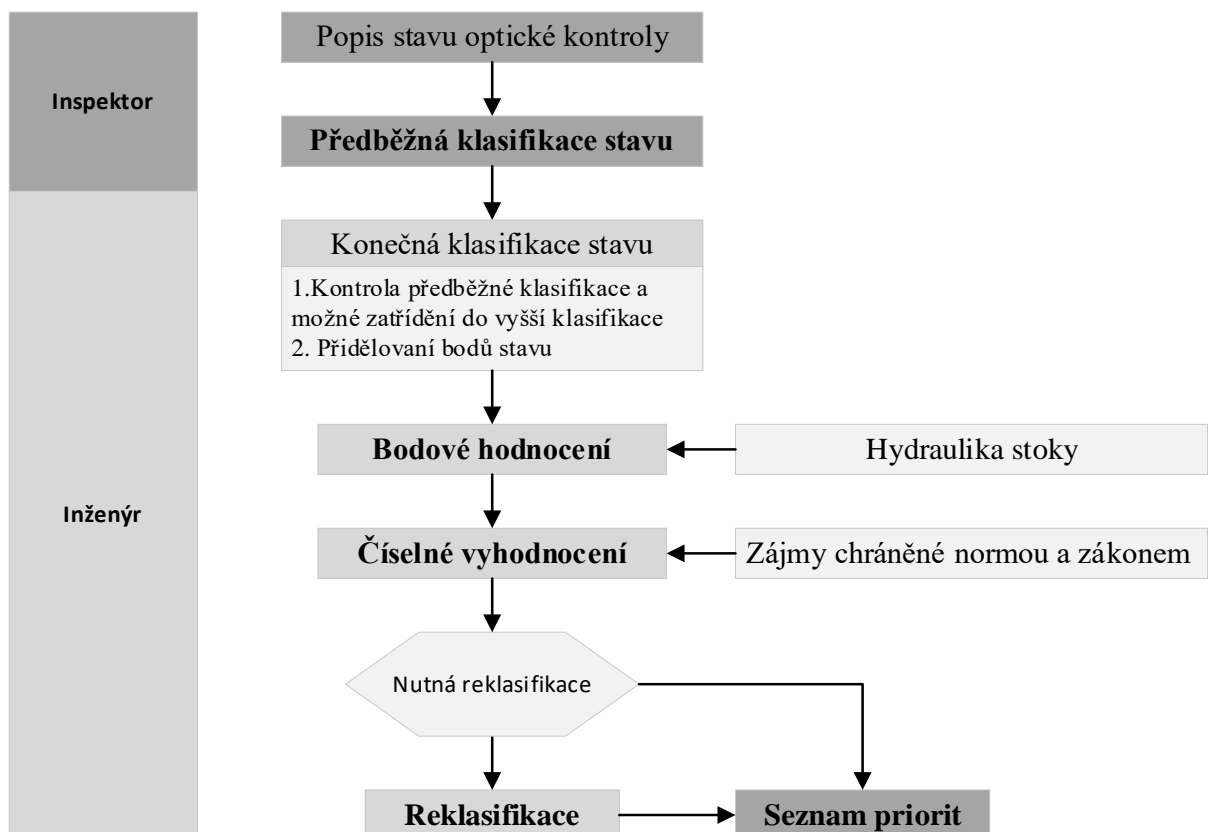 Inspektor
Popis stavu optické kontroly
Předběžná klasifikace stavu
Inženýr
Konečná klasifikace stavu
1.Kontrola předběžné klasifikace a
možné zatřídění do vyšší klasifikace
2. Přidělovaní bodů stavu
Bodové hodnocení
Hydraulika stoky
Číselné vyhodnocení
Zájmy chráněné normou a zákonem
Nutná reklasifikace
Reklasifikace
Seznam priorit